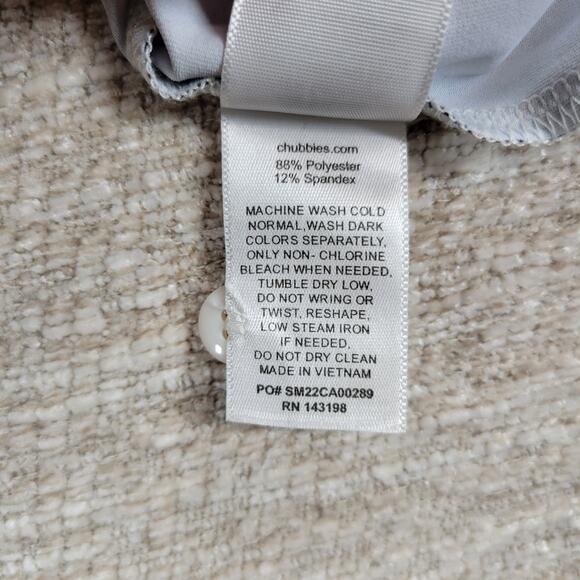 chubbies.com
88% Polyester
12% Spandex
MACHINE WASH COLD
NORMAL,WASH DARK
COLORS SEPARATELY,
ONLY NON- CHLORINE
BLEACH WHEN NEEDED,
TUMBLE DRY LOW,
DO NOT WRING OR
TWIST, RESHAPE,
LOW STEAM IRON
IF NEEDED,
DO NOT DRY CLEAN
MADE IN VIETNAM
PO# SM22CA00289
RN 143198